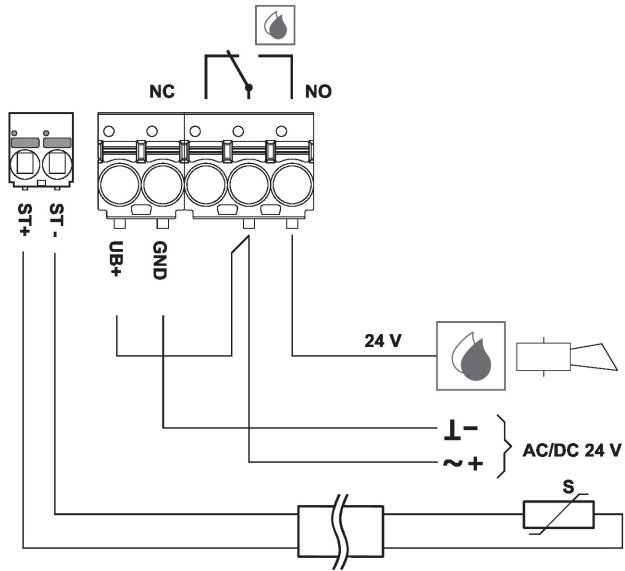 NC
NO
ST+
ST -
UB+
GND
24 V
⊥ −
~ +
AC/DC 24 V
S